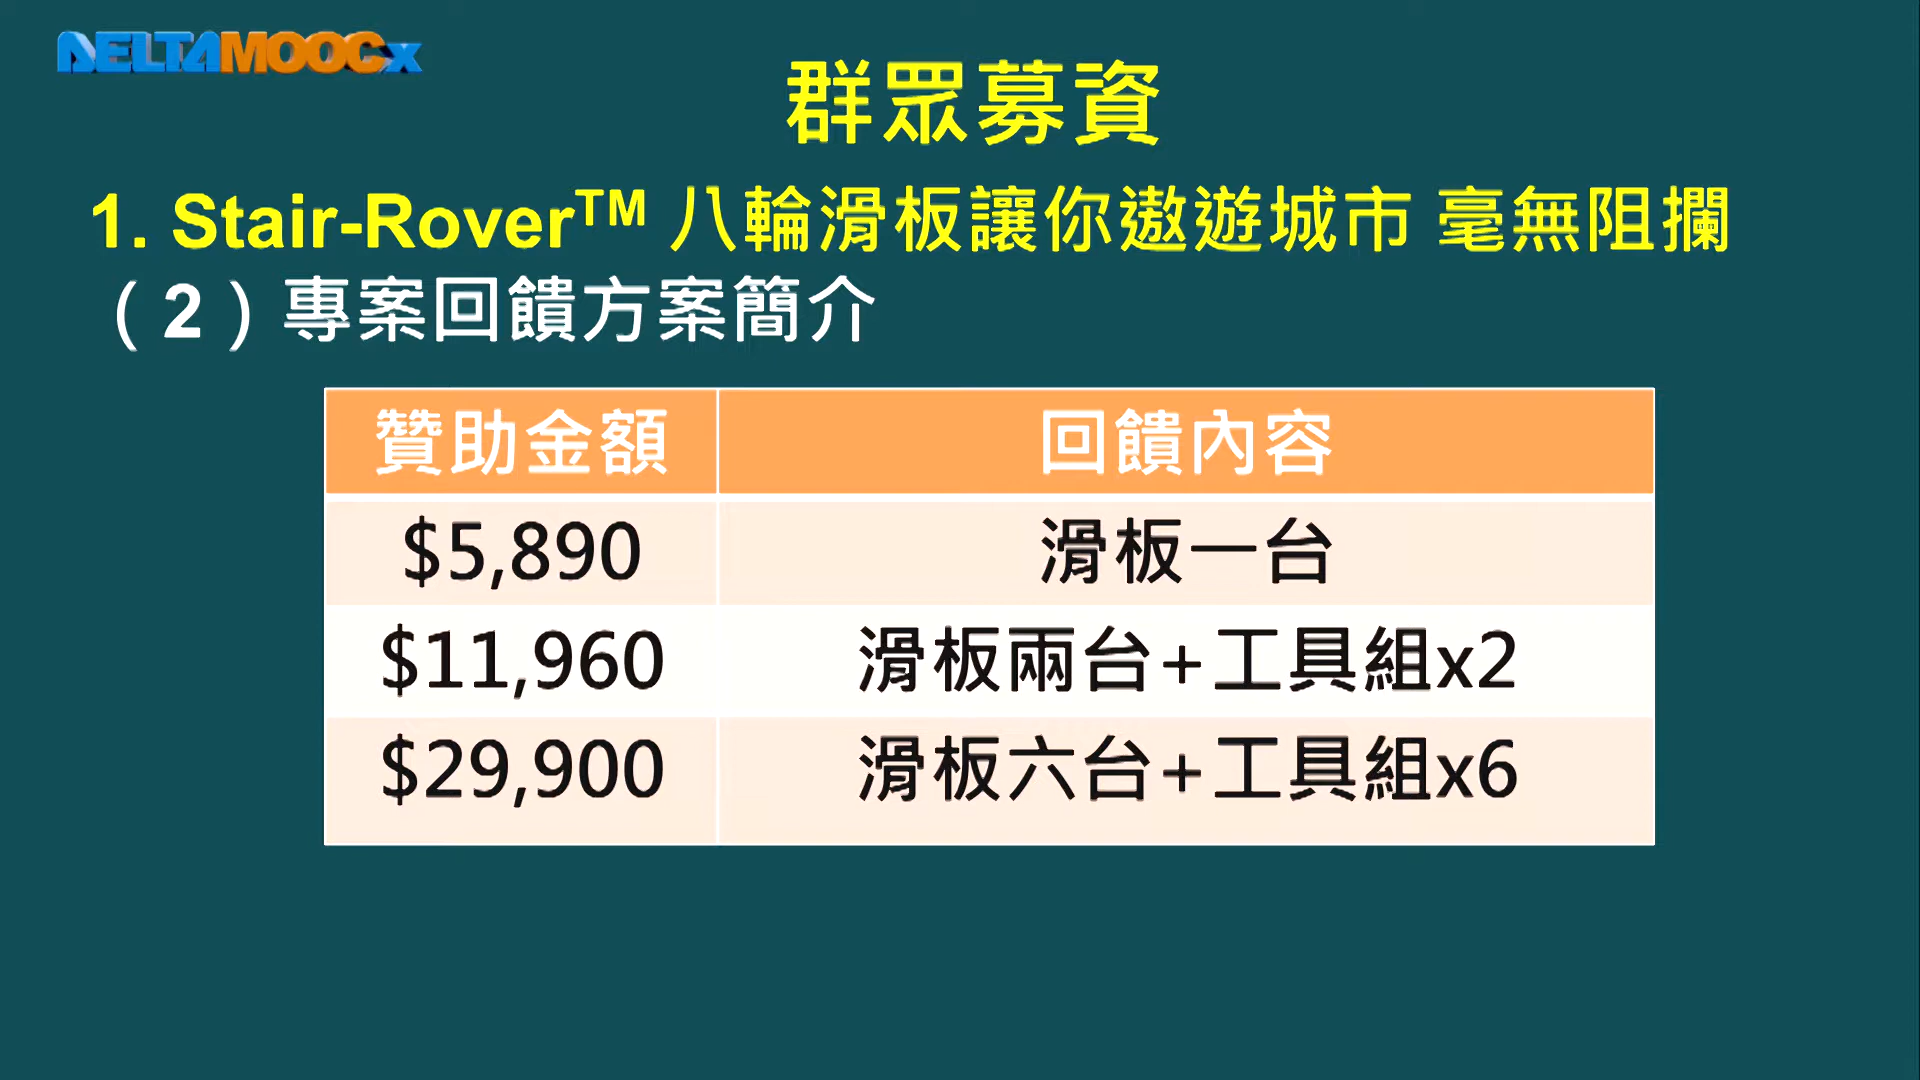 DELTAMOOCx
群眾募資
1. Stair-Rover™ 八輪滑板讓你遨遊城市 毫無阻攔
（2）專案回饋方案簡介
贊助金額 回饋內容
$5,890 滑板一台
$11,960 滑板兩台+工具組x2
$29,900 滑板六台+工具組x6